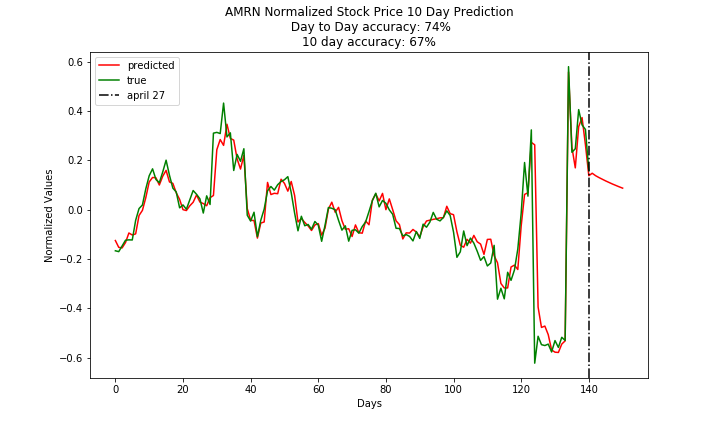 AMRN Normalized Stock Price 10 Day Prediction
Day to Day accuracy: 74%
10 day accuracy: 67%
predicted
true
april 27
Normalized Values
0.6
0.4
0.2
0.0
−0.2
−0.4
−0.6
0 20 40 60 80 100 120 140
Days